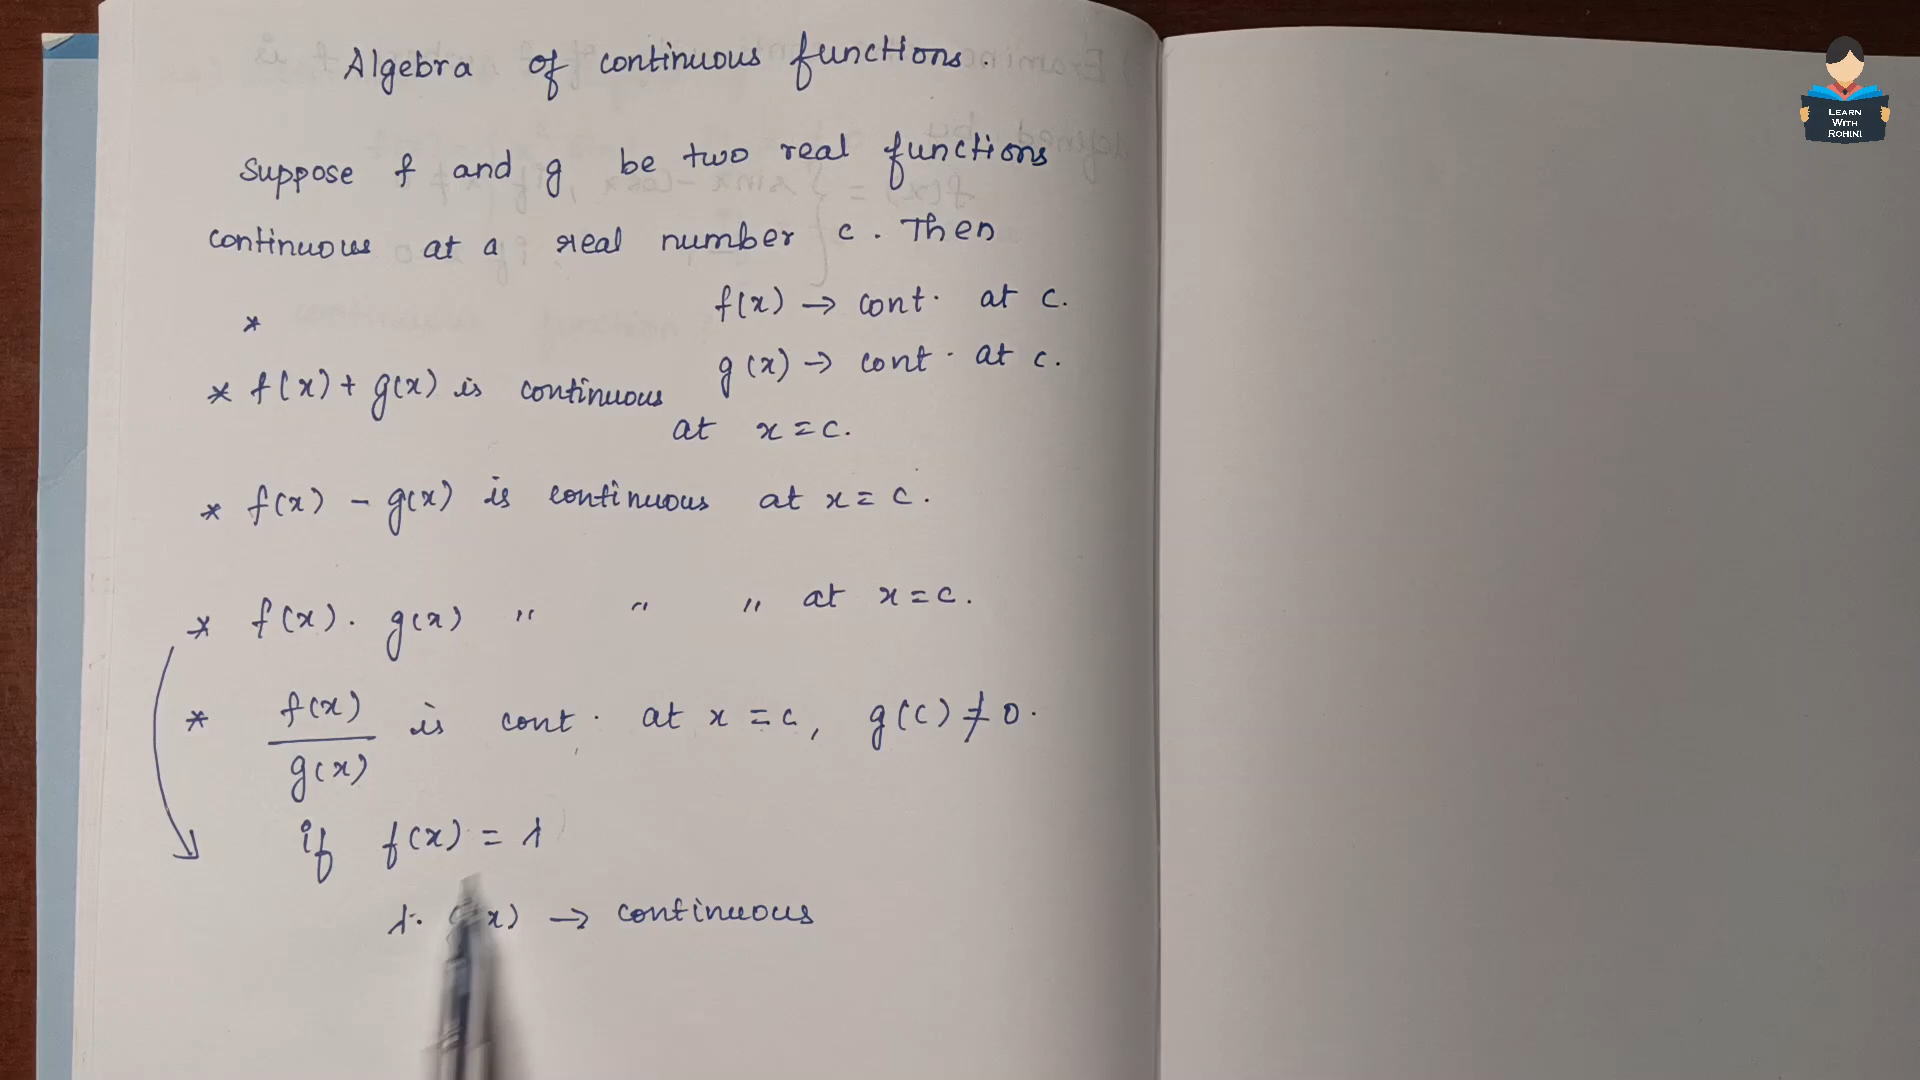 Algebra of continuous functions.
Suppose f and g be two real functions
continuous at a real number c. Then
f(x) → cont. at c.
*
g(x) → cont. at c.
* f(x) + g(x) is continuous
at x = c.
* f(x) - g(x) is continuous at x = c.
* f(x). g(x) " " " at x = c.
* f(x)/g(x) is cont. at x = c, g(c) ≠ 0.
if f(x) = λ
λ. x) → continuous
LEARN
WITH
ROHINI